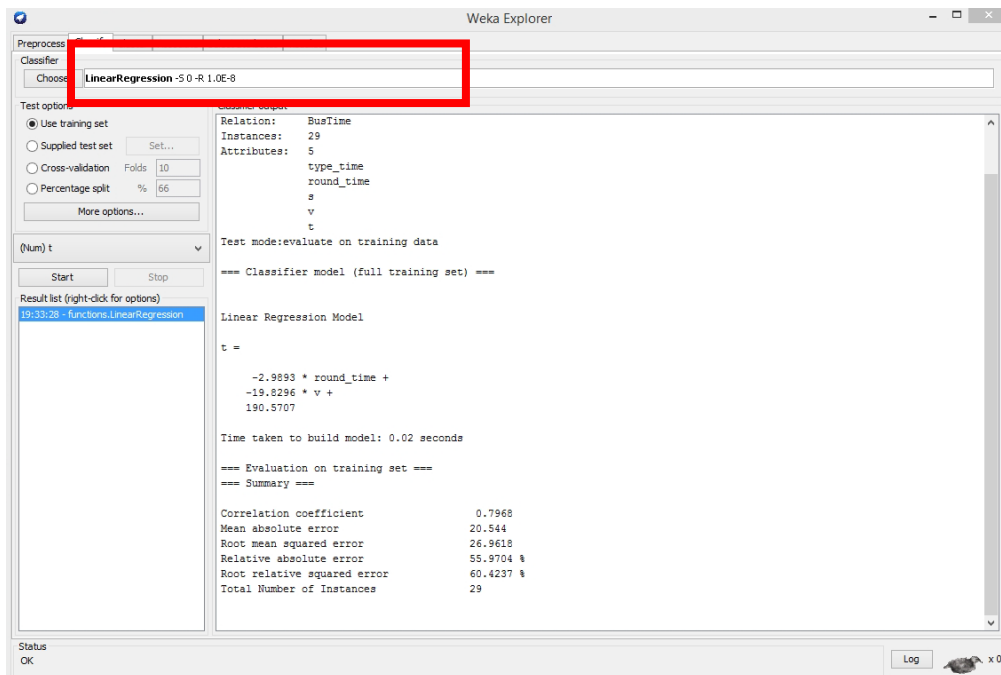 Weka Explorer
Preprocess
Classifier
Choose LinearRegression -S 0 -R 1.0E-8
Test options
Use training set
Supplied test set Set...
Cross-validation Folds 10
Percentage split % 66
More options...
(Num) t
Start Stop
Result list (right-click for options)
19:33:28 - functions.LinearRegression
Relation: BusTime
Instances: 29
Attributes: 5
type_time
round_time
s
v
t
Test mode:evaluate on training data
=== Classifier model (full training set) ===
Linear Regression Model
t =
-2.9893 * round_time +
-19.8296 * v +
190.5707
Time taken to build model: 0.02 seconds
=== Evaluation on training set ===
=== Summary ===
Correlation coefficient 0.7968
Mean absolute error 20.544
Root mean squared error 26.9618
Relative absolute error 55.9704 %
Root relative squared error 60.4237 %
Total Number of Instances 29
Status
OK
Log x 0